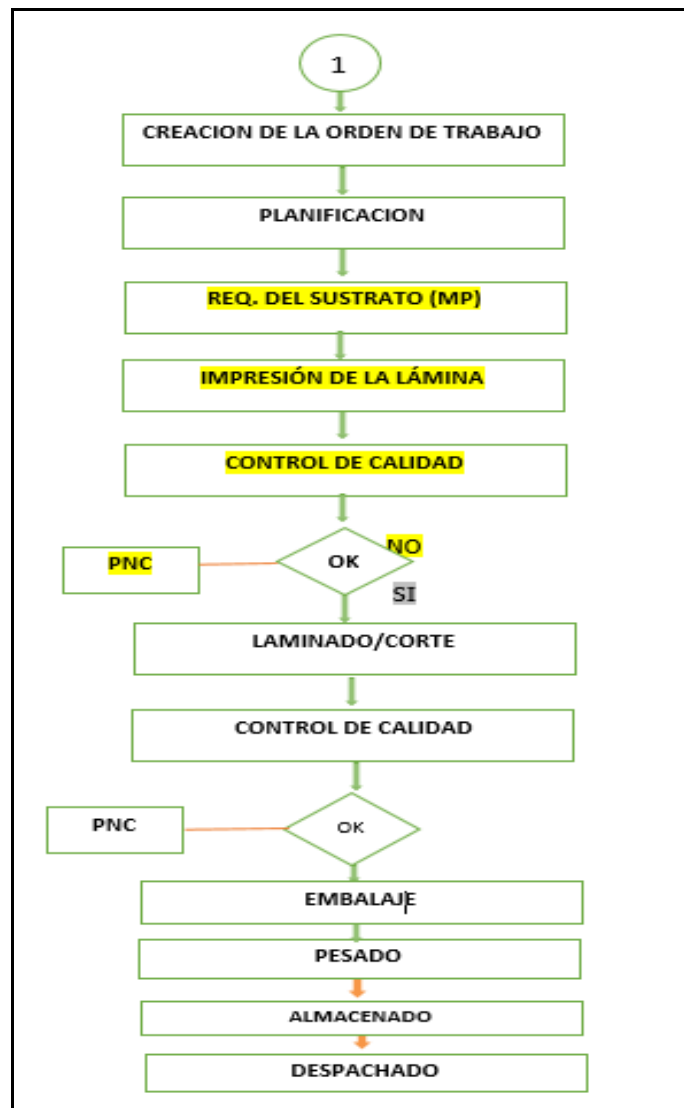 1
CREACION DE LA ORDEN DE TRABAJO
PLANIFICACION
REQ. DEL SUSTRATO (MP)
IMPRESIÓN DE LA LÁMINA
CONTROL DE CALIDAD
NO
PNC
OK
SI
LAMINADO/CORTE
CONTROL DE CALIDAD
PNC
OK
EMBALAJE
PESADO
ALMACENADO
DESPACHADO